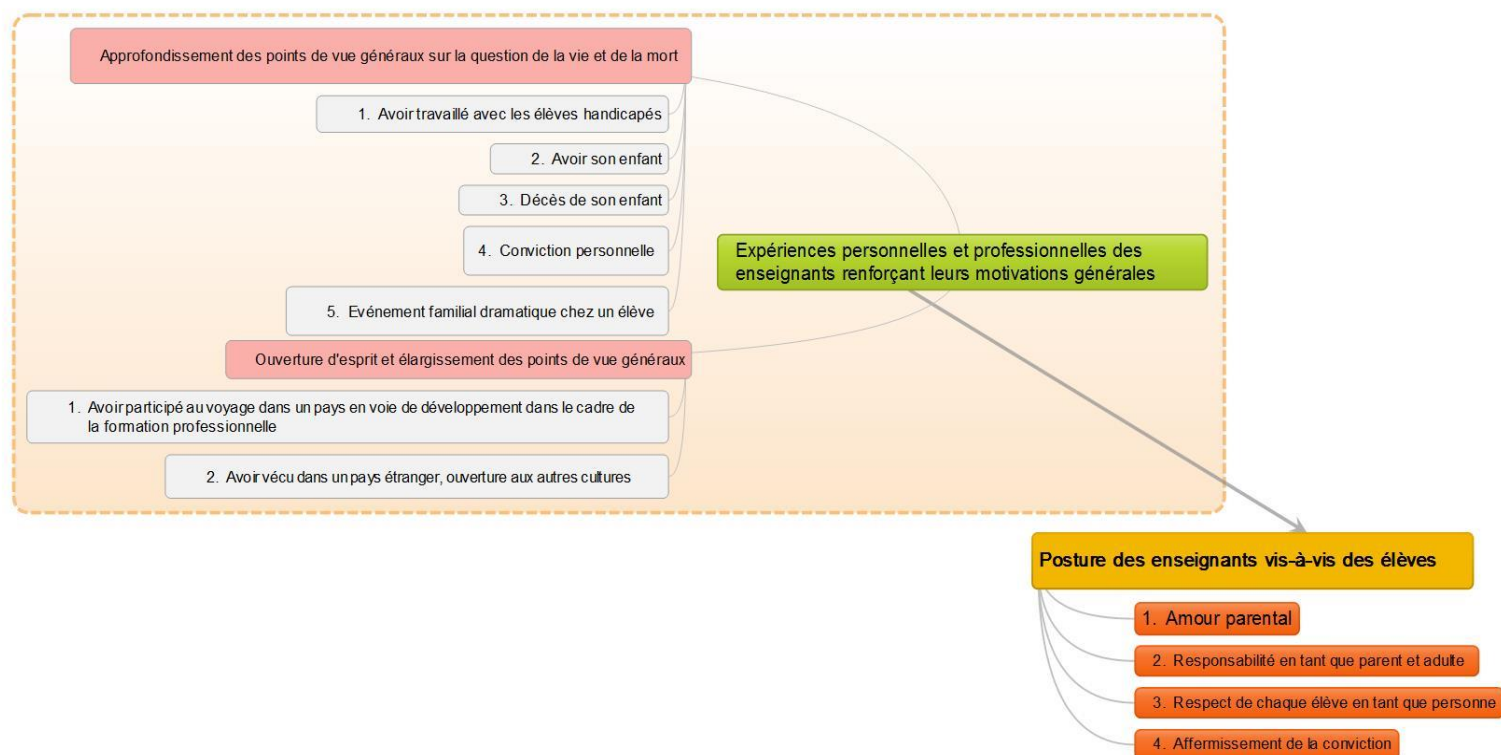 Approfondissement des points de vue généraux sur la question de la vie et de la mort
1. Avoir travaillé avec les élèves handicapés
2. Avoir son enfant
3. Décès de son enfant
4. Conviction personnelle
5. Evénement familial dramatique chez un élève
Ouverture d'esprit et élargissement des points de vue généraux
1. Avoir participé au voyage dans un pays en voie de développement dans le cadre de
la formation professionnelle
2. Avoir vécu dans un pays étranger, ouverture aux autres cultures
Expériences personnelles et professionnelles des
enseignants renforçant leurs motivations générales
Posture des enseignants vis-à-vis des élèves
1. Amour parental
2. Responsabilité en tant que parent et adulte
3. Respect de chaque élève en tant que personne
4. Affermissement de la conviction